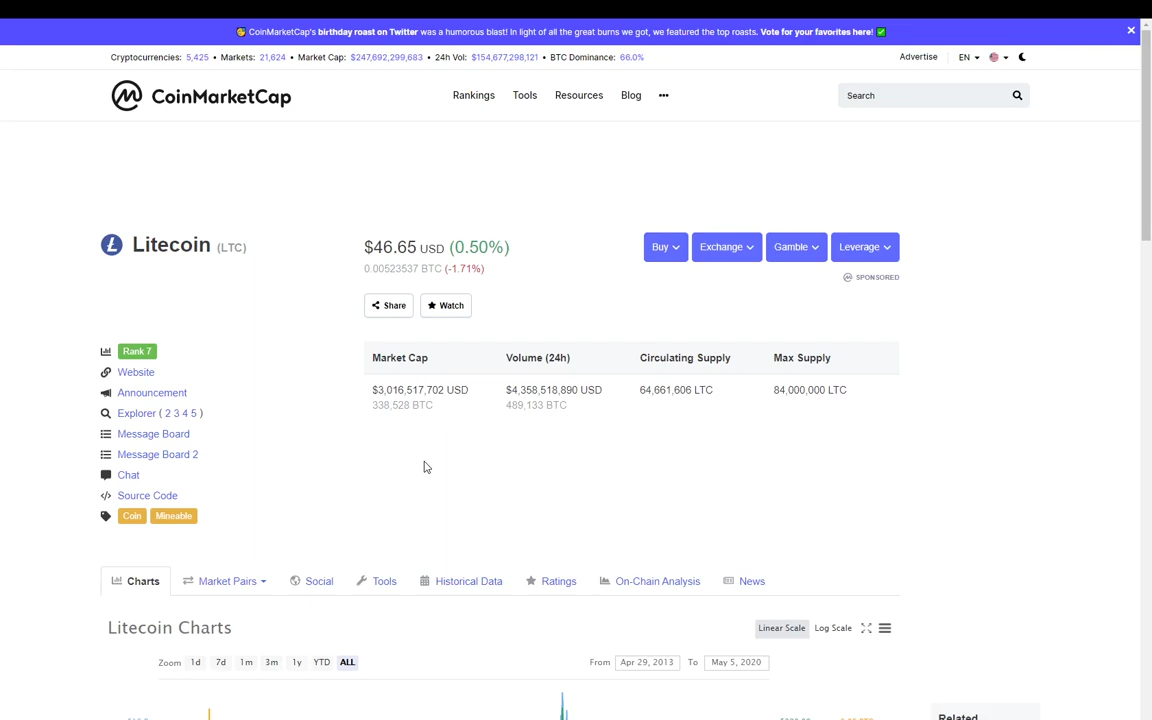 CoinMarketCap's birthday roast on Twitter was a humorous blast! In light of all the great burns we got, we featured the top roasts. Vote for your favorites here!
Cryptocurrencies: 5,425 • Markets: 21,624 • Market Cap: $247,692,299,683 • 24h Vol: $154,677,298,121 • BTC Dominance: 66.0%
Advertise EN
CoinMarketCap
Rankings Tools Resources Blog •••
Search
Litecoin (LTC)
$46.65 USD (0.50%)
0.00523537 BTC (-1.71%)
Buy Exchange Gamble Leverage
SPONSORED
Share Watch
Rank 7
Website
Announcement
Explorer ( 2 3 4 5 )
Message Board
Message Board 2
Chat
Source Code
Coin Mineable
Market Cap Volume (24h) Circulating Supply Max Supply
$3,016,517,702 USD $4,358,518,890 USD 64,661,606 LTC 84,000,000 LTC
338,528 BTC 489,133 BTC
Charts Market Pairs Social Tools Historical Data Ratings On-Chain Analysis News
Litecoin Charts
Linear Scale Log Scale
Zoom 1d 7d 1m 3m 1y YTD ALL
From Apr 29, 2013 To May 5, 2020
Related